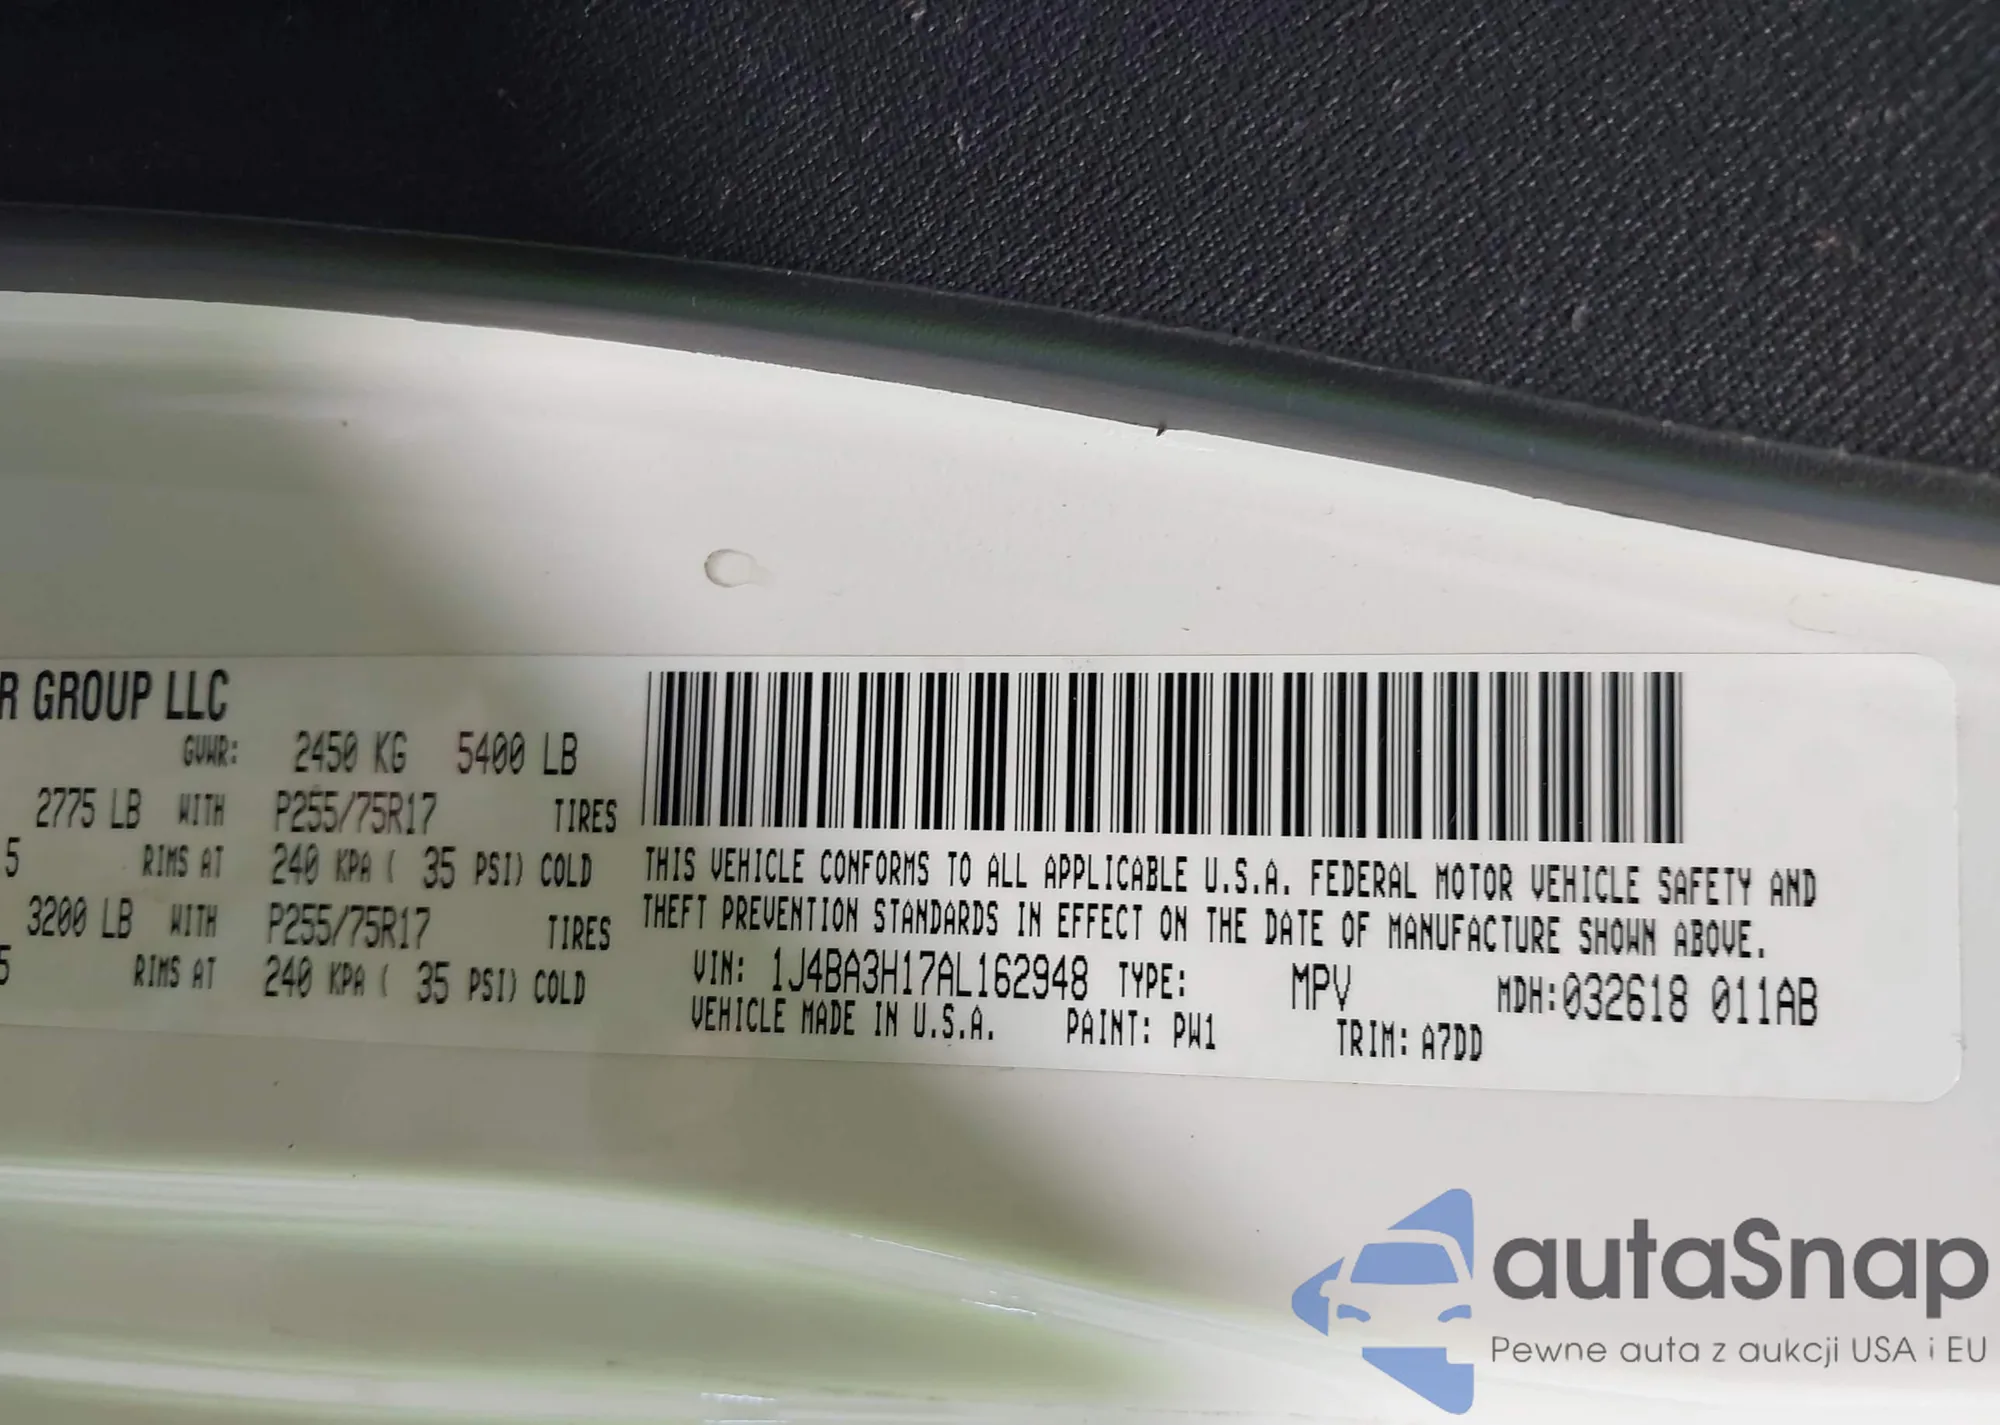 R GROUP LLC
GVWR: 2450 KG 5400 LB
2775 LB WITH P255/75R17 TIRES
5 RIMS AT 240 KPA ( 35 PSI) COLD
3200 LB WITH P255/75R17 TIRES
5 RIMS AT 240 KPA ( 35 PSI) COLD
THIS VEHICLE CONFORMS TO ALL APPLICABLE U.S.A. FEDERAL MOTOR VEHICLE SAFETY AND
THEFT PREVENTION STANDARDS IN EFFECT ON THE DATE OF MANUFACTURE SHOWN ABOVE.
VIN: 1J4BA3H17AL162948 TYPE: MPV MDH:032618 011AB
VEHICLE MADE IN U.S.A. PAINT: PW1 TRIM: A7DD
autaSnap
Pewne auta z aukcji USA i EU